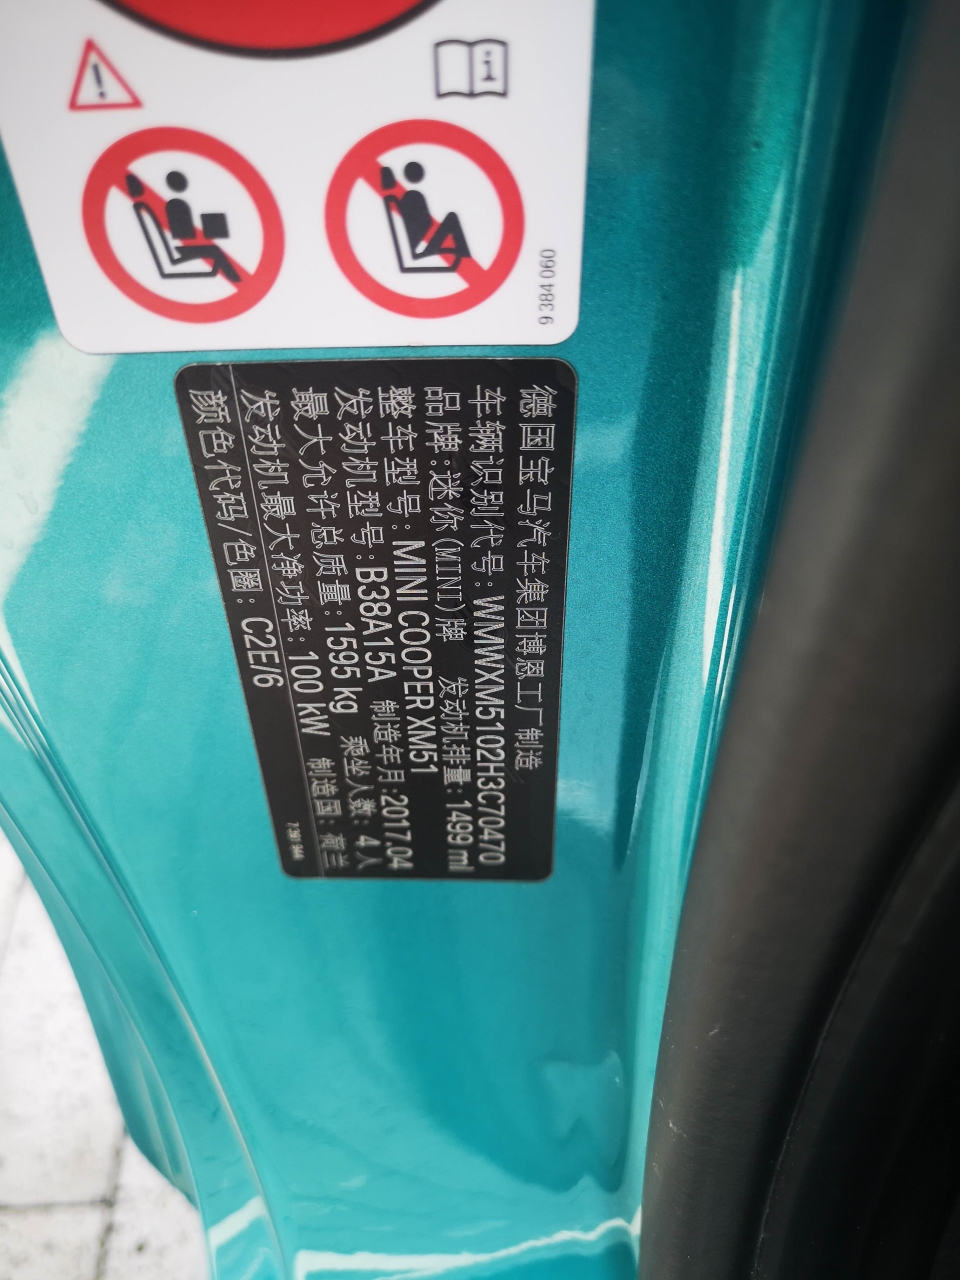 9 384 060
德国宝马汽车集团博恩工厂制造
车辆识别代号: WMWXM5102H3C70470
品牌:迷你(MINI)牌 发动机排量: 1499 ml
整车型号: MINI COOPER XM51
发动机型号: B38A15A 制造年月:2017.04
最大允许总质量: 1595 kg 乘坐人数: 4 人
发动机最大净功率: 100 kW 制造国: 荷兰
颜色代码/色圈: C2E/6